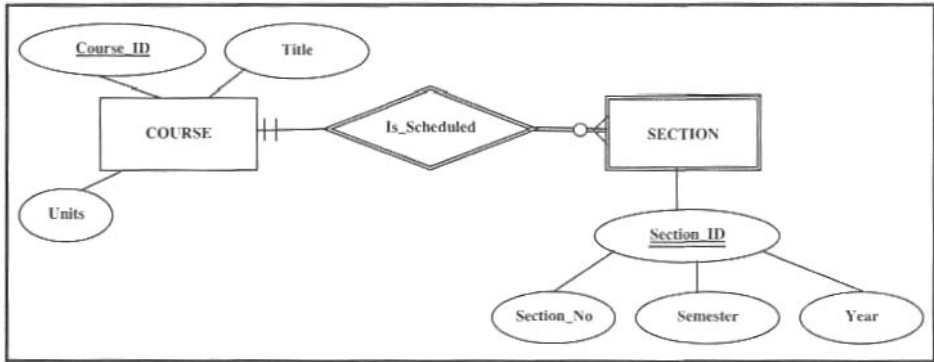 Course_ID
Title
COURSE
Is_Scheduled
SECTION
Units
Section_ID
Section_No
Semester
Year